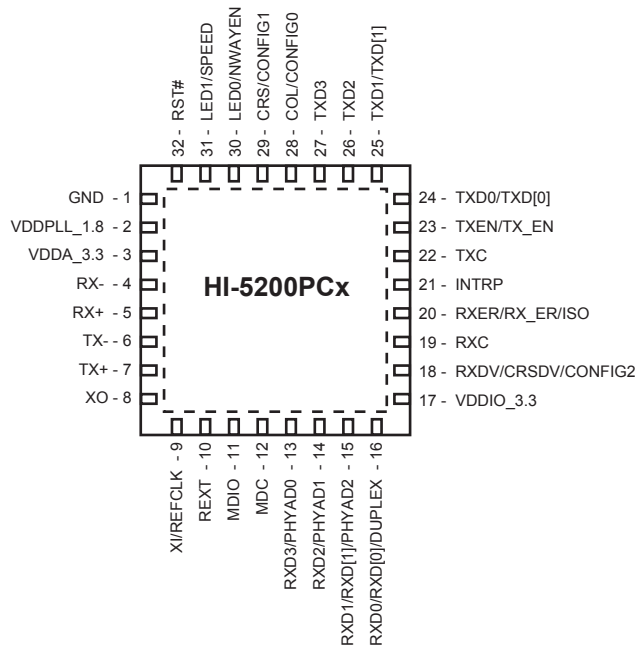 32 - RST#
31 - LED1/SPEED
30 - LED0/NWAYEN
29 - CRS/CONFIG1
28 - COL/CONFIG0
27 - TXD3
26 - TXD2
25 - TXD1/TXD[1]
GND - 1
VDDPLL_1.8 - 2
VDDA_3.3 - 3
RX- - 4
RX+ - 5
TX- - 6
TX+ - 7
XO - 8
HI-5200PCx
24 - TXD0/TXD[0]
23 - TXEN/TX_EN
22 - TXC
21 - INTRP
20 - RXER/RX_ER/ISO
19 - RXC
18 - RXDV/CRSDV/CONFIG2
17 - VDDIO_3.3
XI/REFCLK - 9
REXT - 10
MDIO - 11
MDC - 12
RXD3/PHYAD0 - 13
RXD2/PHYAD1 - 14
RXD1/RXD[1]/PHYAD2 - 15
RXD0/RXD[0]/DUPLEX - 16